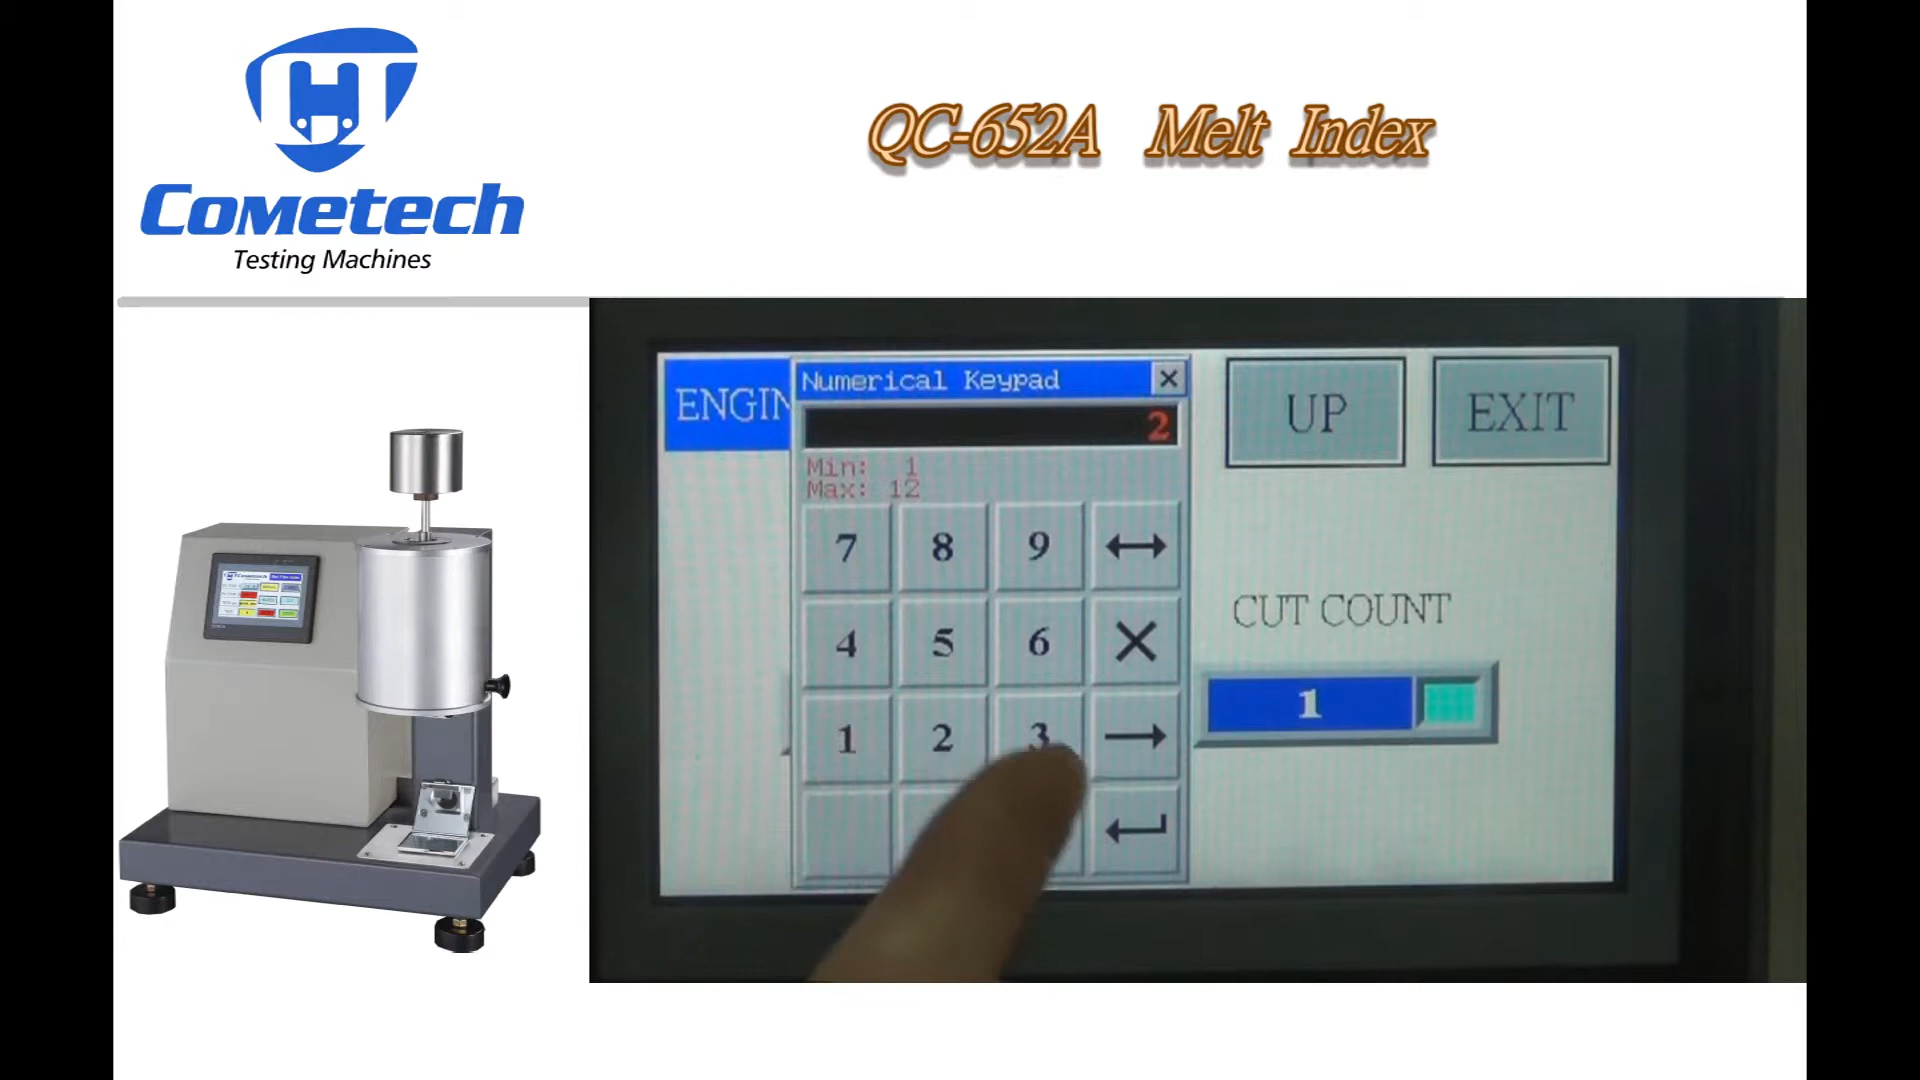 HT
Cometech
Testing Machines
QC-652A Melt Index
ENGIN
Numerical Keypad
2
Min: 1
Max: 12
7 8 9
4 5 6
1 2 3
UP
EXIT
CUT COUNT
1